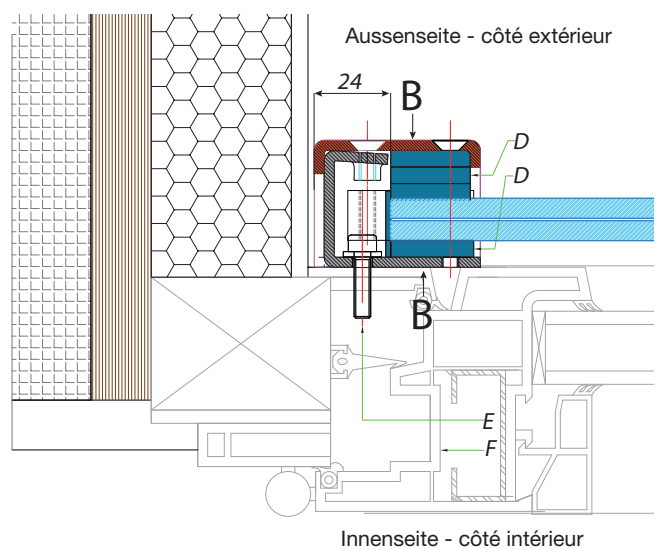 Aussenseite - côté extérieur
24
B
D
D
B
E
F
Innenseite - côté intérieur